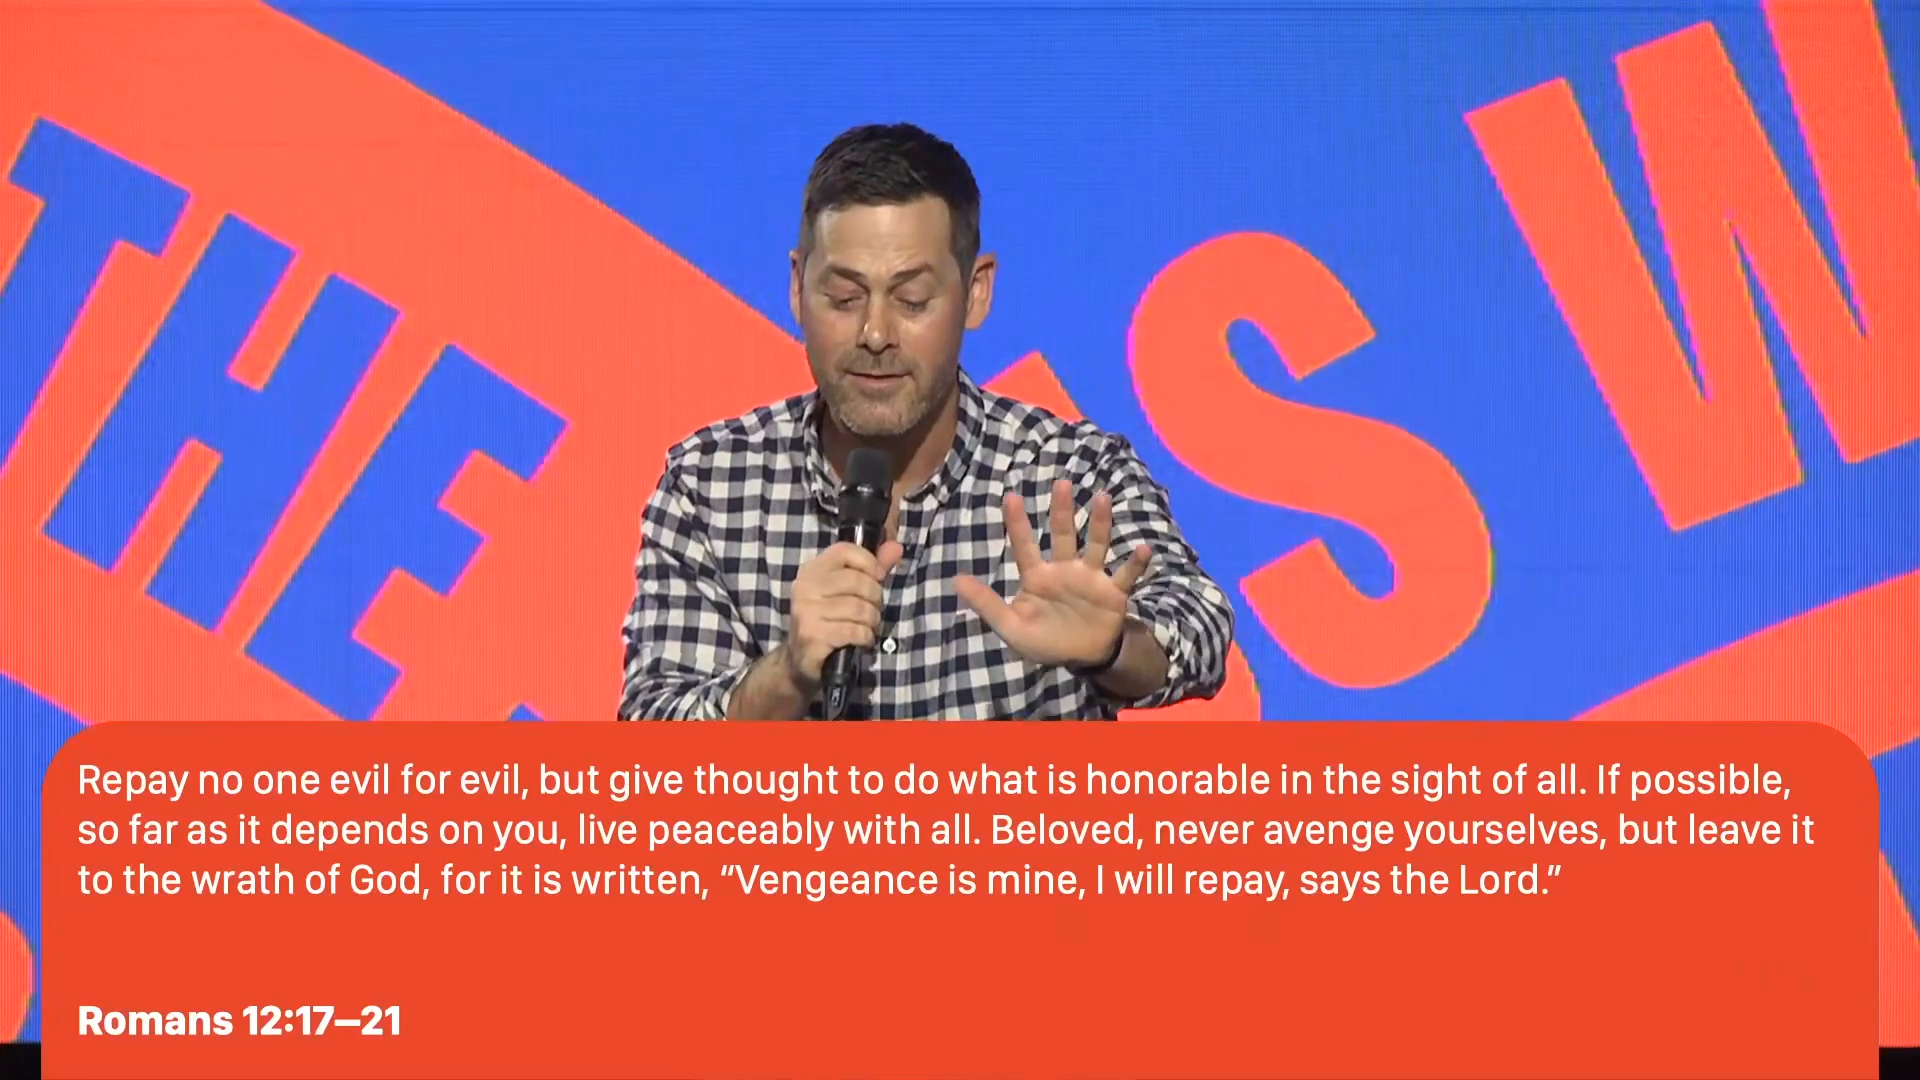 THE
S W
Repay no one evil for evil, but give thought to do what is honorable in the sight of all. If possible,
so far as it depends on you, live peaceably with all. Beloved, never avenge yourselves, but leave it
to the wrath of God, for it is written, “Vengeance is mine, I will repay, says the Lord.”
Romans 12:17–21